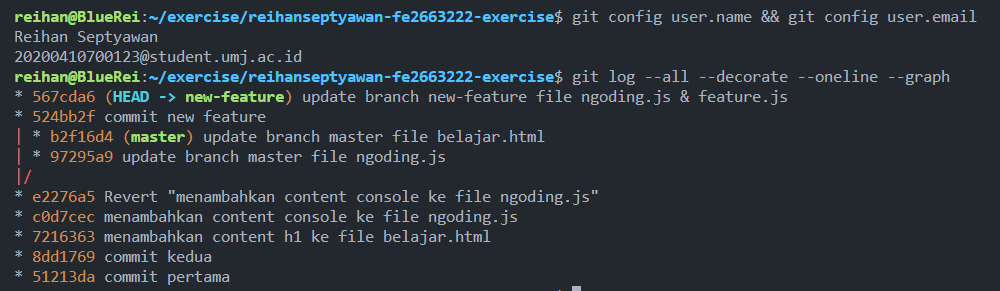 reihan@BlueRei:~/exercise/reihanseptyawan-fe2663222-exercise$ git config user.name && git config user.email
Reihan Septyawan
20200410700123@student.umj.ac.id
reihan@BlueRei:~/exercise/reihanseptyawan-fe2663222-exercise$ git log --all --decorate --oneline --graph
* 567cda6 (HEAD -> new-feature) update branch new-feature file ngoding.js & feature.js
* 524bb2f commit new feature
| * b2f16d4 (master) update branch master file belajar.html
| * 97295a9 update branch master file ngoding.js
|/
* e2276a5 Revert "menambahkan content console ke file ngoding.js"
* c0d7cec menambahkan content console ke file ngoding.js
* 7216363 menambahkan content h1 ke file belajar.html
* 8dd1769 commit kedua
* 51213da commit pertama